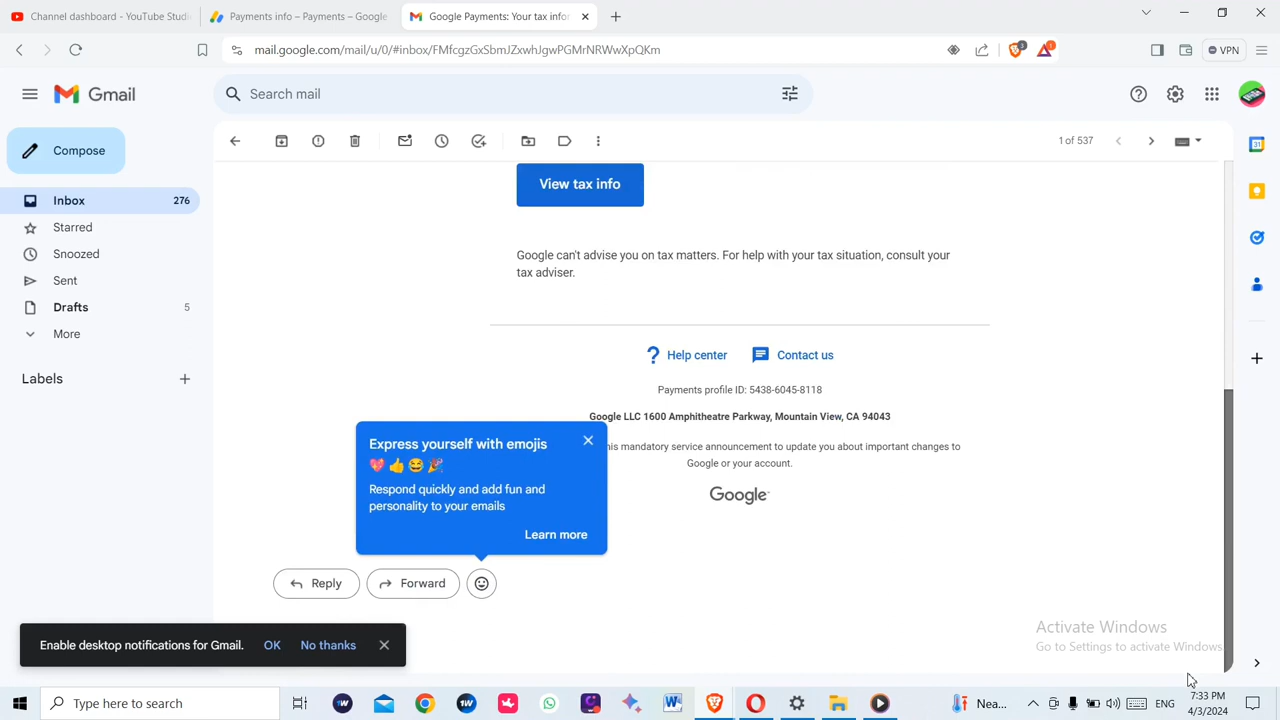 Channel dashboard - YouTube Studi
Payments info – Payments – Google
Google Payments: Your tax infor
mail.google.com/mail/u/0/#inbox/FMfcgzGxSbmJZxwhJgwPGMrNRWwXpQKm
3
1
VPN
Gmail
Search mail
Compose
1 of 537
Inbox 276
Starred
Snoozed
Sent
Drafts 5
More
Labels
View tax info
Google can't advise you on tax matters. For help with your tax situation, consult your
tax adviser.
Help center
Contact us
Payments profile ID: 5438-6045-8118
Google LLC 1600 Amphitheatre Parkway, Mountain View, CA 94043
his mandatory service announcement to update you about important changes to
Google or your account.
Google
Express yourself with emojis
Respond quickly and add fun and
personality to your emails
Learn more
Reply
Forward
Enable desktop notifications for Gmail.
OK
No thanks
Activate Windows
Go to Settings to activate Windows.
31
Type here to search
Nea...
ENG
7:33 PM
4/3/2024